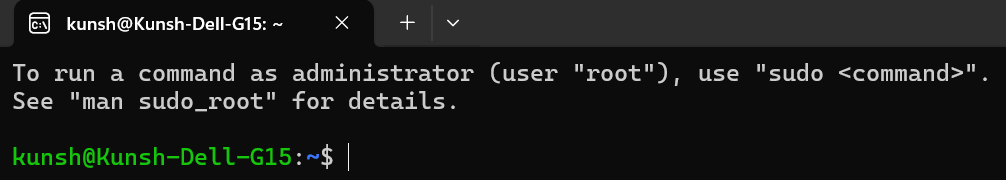 kunsh@Kunsh-Dell-G15: ~
To run a command as administrator (user "root"), use "sudo <command>".
See "man sudo_root" for details.
kunsh@Kunsh-Dell-G15:~$